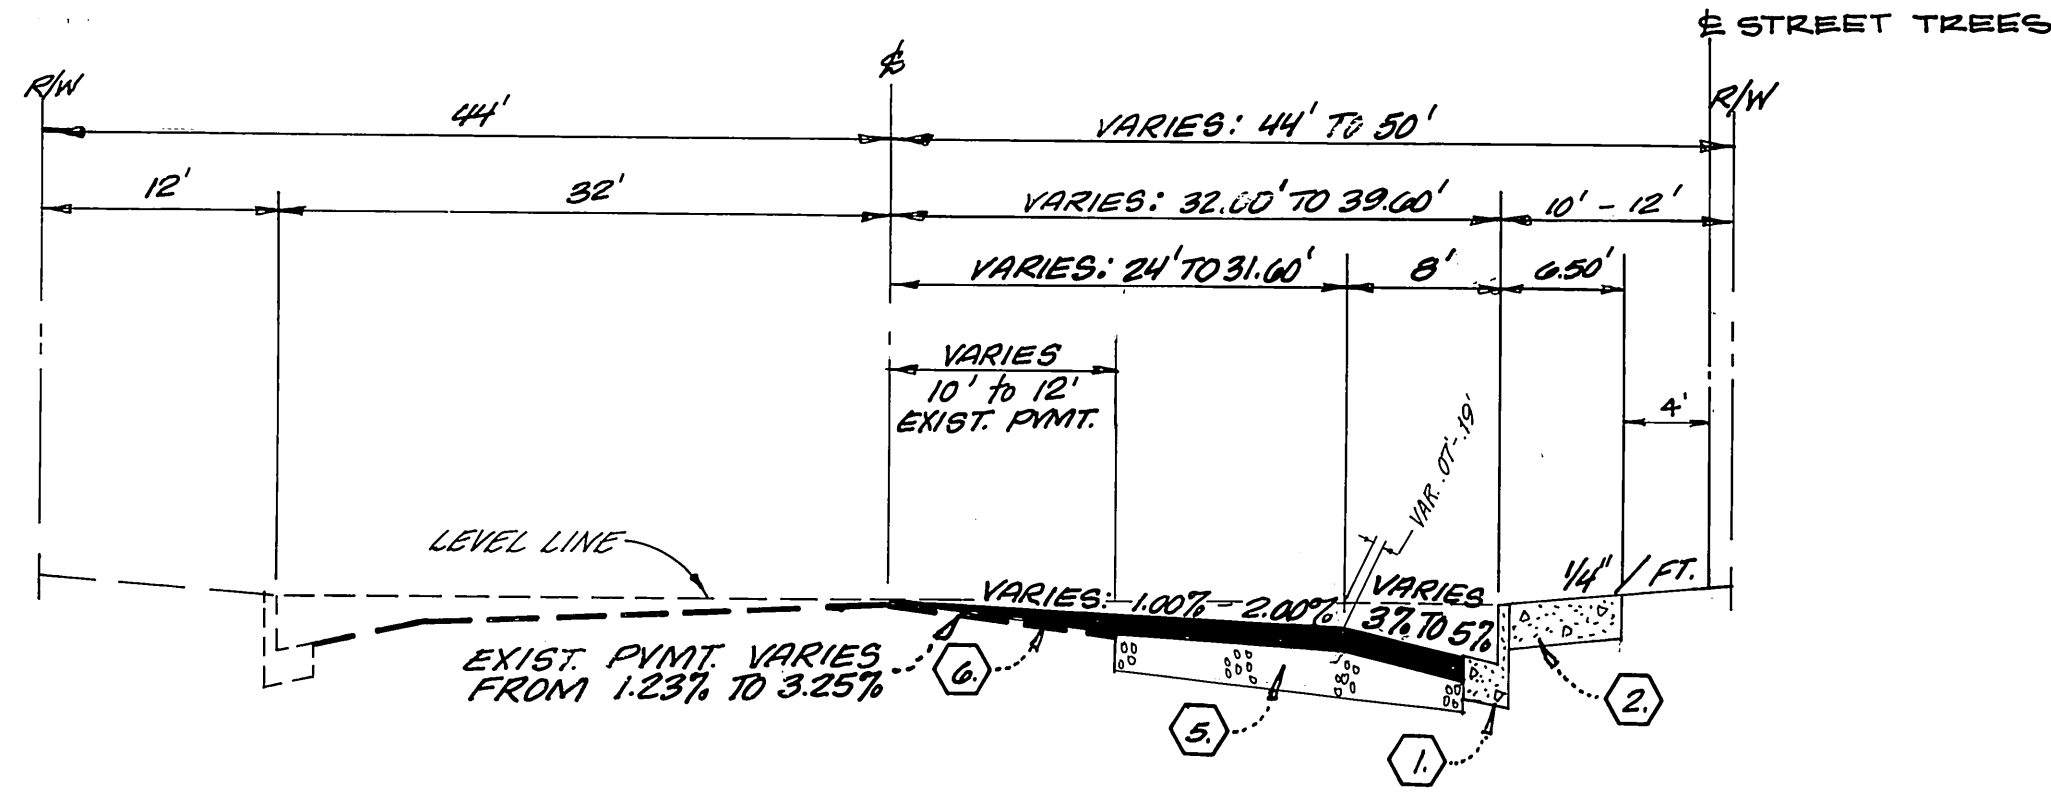 ℄ STREET TREES
℄
R/W
R/W
44'
VARIES: 44' TO 50'
12'
32'
VARIES: 32.00' TO 39.60'
10' - 12'
VARIES: 24' TO 31.60'
8'
6.50'
VARIES
10' to 12'
EXIST. PVMT.
4'
VAR. .07'-.19'
LEVEL LINE
VARIES: 1.00% - 2.00%
VARIES
3% TO 5%
1/4" / FT.
EXIST. PVMT. VARIES
FROM 1.23% TO 3.25%
6.
5.
2.
1.